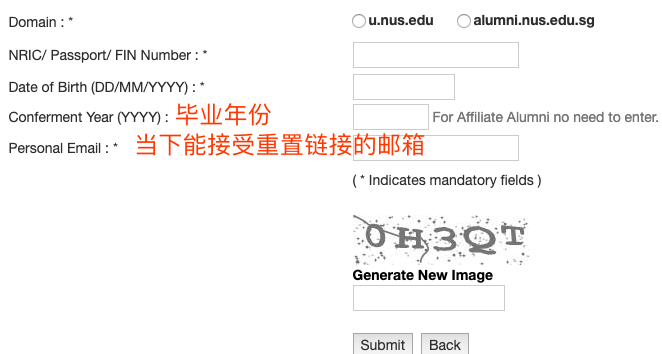 Domain : * u.nus.edu alumni.nus.edu.sg
NRIC/ Passport/ FIN Number : *
Date of Birth (DD/MM/YYYY) : *
Conferment Year (YYYY) : 毕业年份 For Affiliate Alumni no need to enter.
Personal Email : * 当下能接受重置链接的邮箱
( * Indicates mandatory fields )
0H3QT
Generate New Image
Submit Back